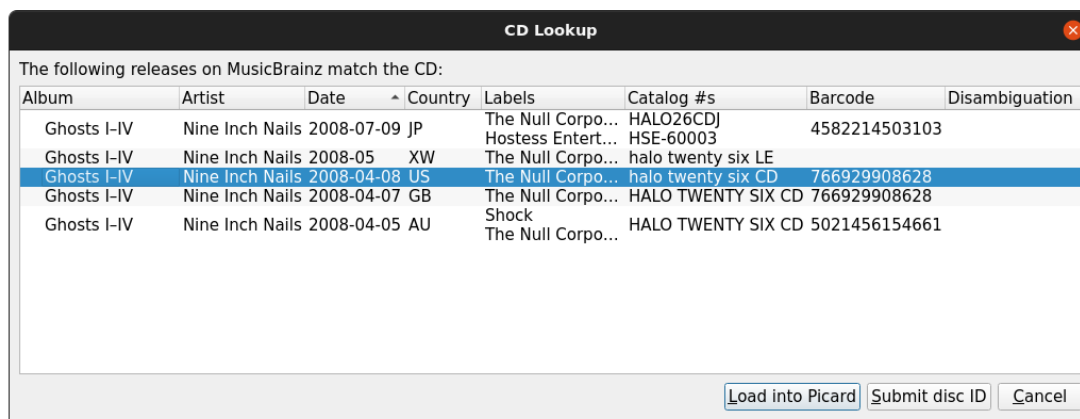 CD Lookup
The following releases on MusicBrainz match the CD:
Album Artist Date Country Labels Catalog #s Barcode Disambiguation
Ghosts I–IV Nine Inch Nails 2008-07-09 JP The Null Corpo... HALO26CDJ 4582214503103
Hostess Entert... HSE-60003
Ghosts I–IV Nine Inch Nails 2008-05 XW The Null Corpo... halo twenty six LE
Ghosts I–IV Nine Inch Nails 2008-04-08 US The Null Corpo... halo twenty six CD 766929908628
Ghosts I–IV Nine Inch Nails 2008-04-07 GB The Null Corpo... HALO TWENTY SIX CD 766929908628
Ghosts I–IV Nine Inch Nails 2008-04-05 AU Shock HALO TWENTY SIX CD 5021456154661
The Null Corpo...
Load into Picard Submit disc ID Cancel